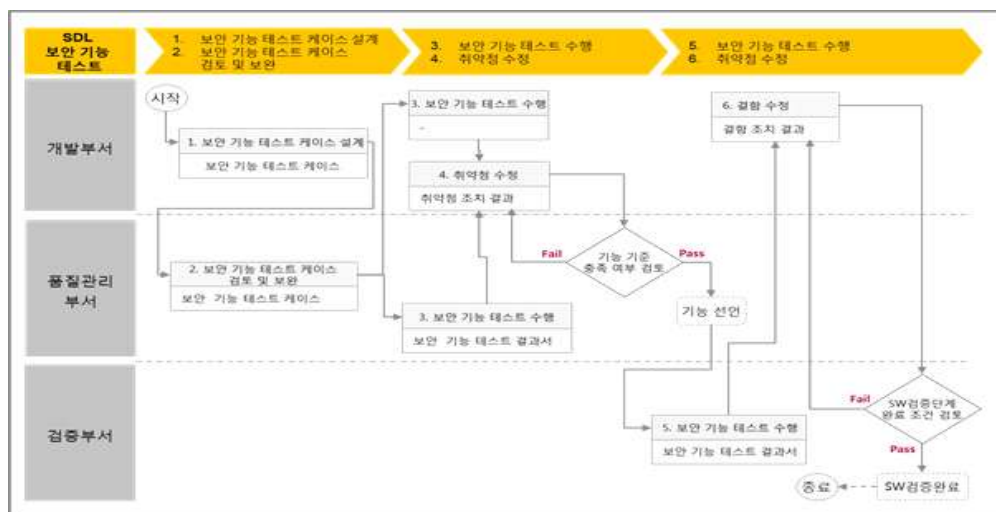 SDL
보안 기능
테스트
1. 보안 기능 테스트 케이스 설계
2. 보안 기능 테스트 케이스
검토 및 보완
3. 보안 기능 테스트 수행
4. 취약점 수정
5. 보안 기능 테스트 수행
6. 취약점 수정
개발부서
시작
1. 보안 기능 테스트 케이스 설계
보안 기능 테스트 케이스
3. 보안 기능 테스트 수행
-
4. 취약점 수정
취약점 조치 결과
6. 결함 수정
결함 조치 결과
품질관리
부서
2. 보안 기능 테스트 케이스
검토 및 보완
보안 기능 테스트 케이스
3. 보안 기능 테스트 수행
보안 기능 테스트 결과서
Fail
기능 기준
충족 여부 검토
Pass
기능 선언
검증부서
5. 보안 기능 테스트 수행
보안 기능 테스트 결과서
Fail
SW검증단계
완료 조건 검토
Pass
SW검증완료
종료